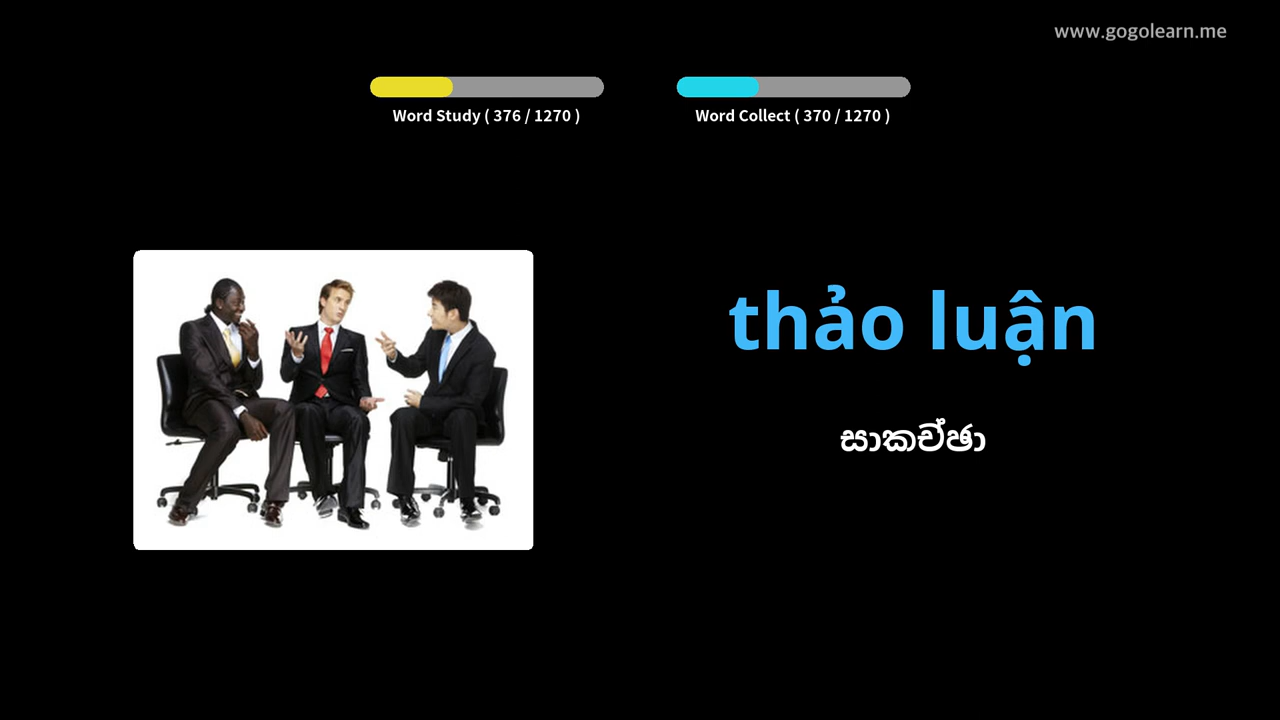 www.gogolearn.me
Word Study ( 376 / 1270 )
Word Collect ( 370 / 1270 )
thảo luận
සාකච්ඡා